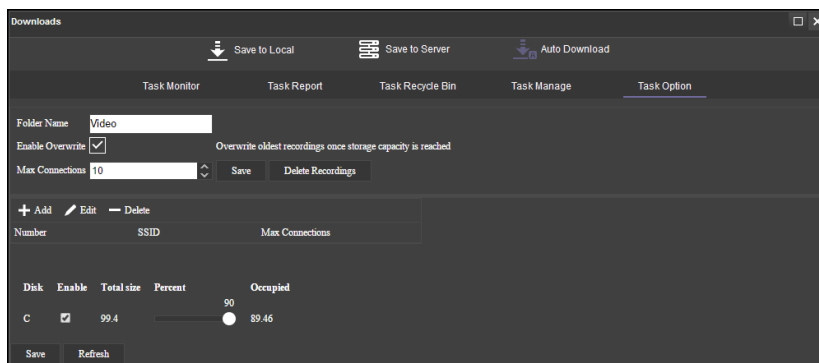 Downloads
Save to Local Save to Server Auto Download
Task Monitor Task Report Task Recycle Bin Task Manage Task Option
Folder Name Video
Enable Overwrite Overwrite oldest recordings once storage capacity is reached
Max Connections 10 Save Delete Recordings
Add Edit Delete
Number SSID Max Connections
Disk Enable Total size Percent Occupied
90
C 99.4 89.46
Save Refresh